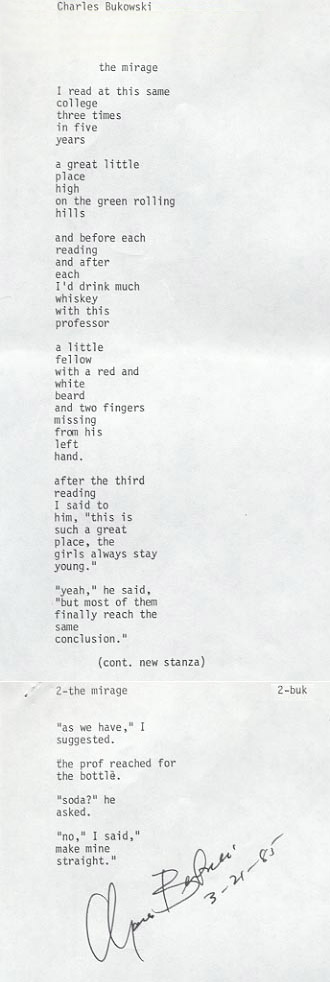 Charles Bukowski
the mirage
I read at this same
college
three times
in five
years
a great little
place
high
on the green rolling
hills
and before each
reading
and after
each
I'd drink much
whiskey
with this
professor
a little
fellow
with a red and
white
beard
and two fingers
missing
from his
left
hand.
after the third
reading
I said to
him, "this is
such a great
place, the
girls always stay
young."
"yeah," he said,
"but most of them
finally reach the
same
conclusion."
(cont. new stanza)
2-the mirage 2-buk
"as we have," I
suggested.
the prof reached for
the bottle.
"soda?" he
asked.
"no," I said,"
make mine
straight."
Charles Bukowski
3-21-85